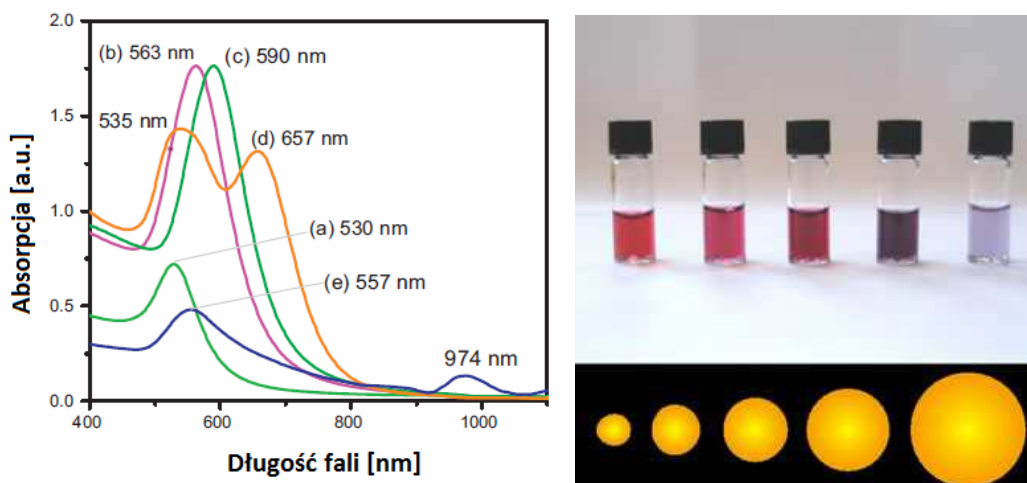 2.0
(b) 563 nm
(c) 590 nm
1.5
535 nm
(d) 657 nm
1.0
(a) 530 nm
0.5
(e) 557 nm
974 nm
0.0
400
600
800
1000
Absorpcja [a.u.]
Długość fali [nm]